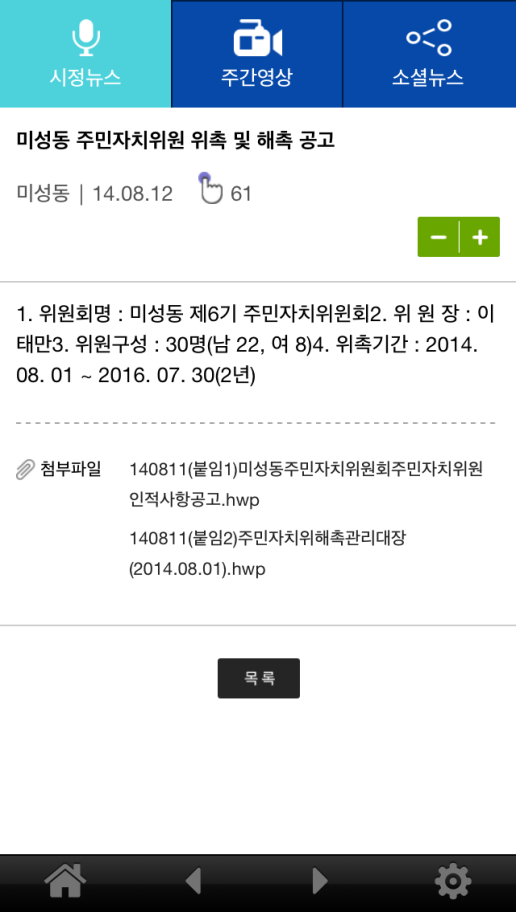 시정뉴스
주간영상
소셜뉴스
미성동 주민자치위원 위촉 및 해촉 공고
미성동 | 14.08.12 61
− +
1. 위원회명 : 미성동 제6기 주민자치위윈회2. 위 원 장 : 이
태만3. 위원구성 : 30명(남 22, 여 8)4. 위촉기간 : 2014.
08. 01 ~ 2016. 07. 30(2년)
첨부파일 140811(붙임1)미성동주민자치위원회주민자치위원
인적사항공고.hwp
140811(붙임2)주민자치위해촉관리대장
(2014.08.01).hwp
목록